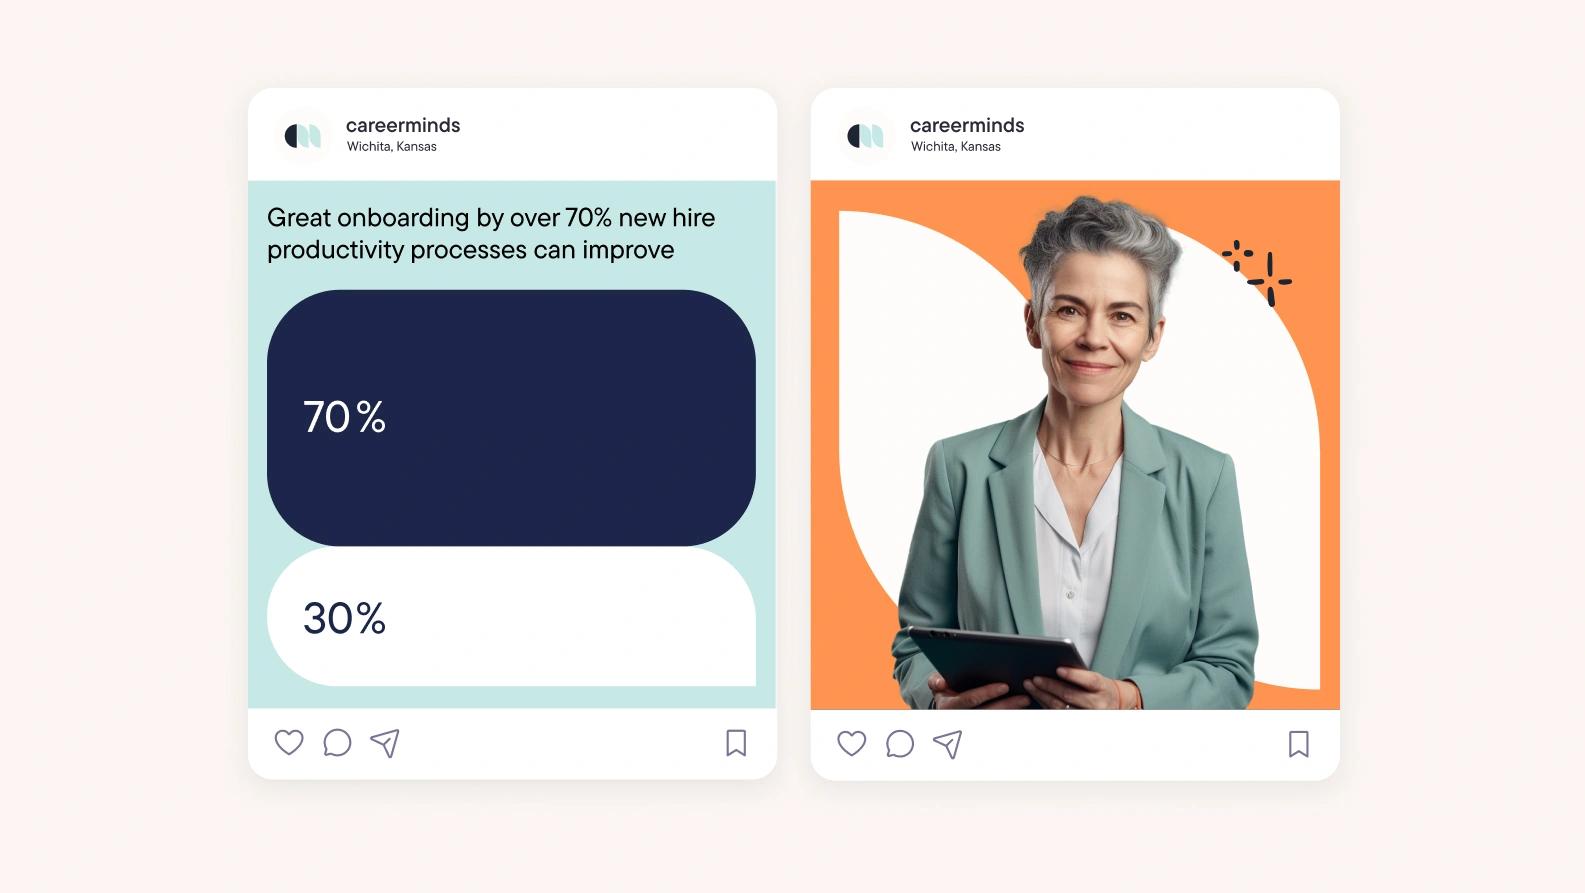 careerminds
Wichita, Kansas
Great onboarding by over 70% new hire
productivity processes can improve
70%
30%
careerminds
Wichita, Kansas